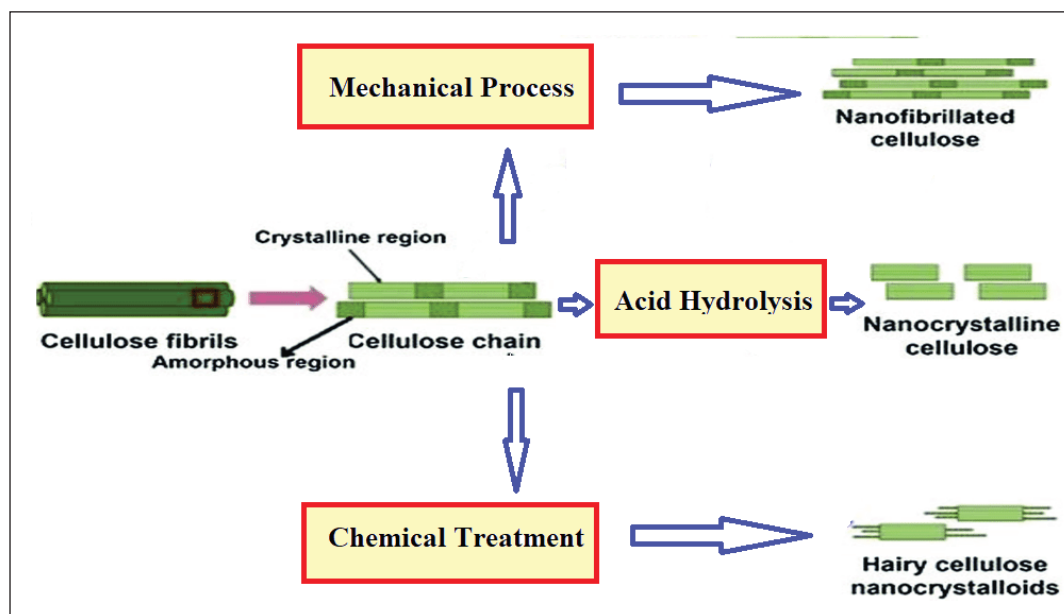 Mechanical Process
Nanofibrillated
cellulose
Crystalline region
Cellulose fibrils
Amorphous region
Cellulose chain
Acid Hydrolysis
Nanocrystalline
cellulose
Chemical Treatment
Hairy cellulose
nanocrystalloids